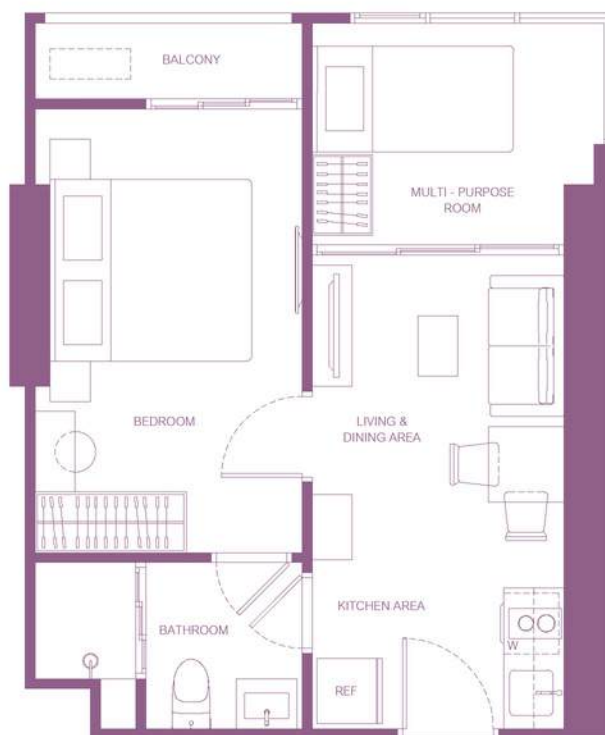 BALCONY
MULTI - PURPOSE
ROOM
BEDROOM
LIVING &
DINING AREA
KITCHEN AREA
BATHROOM
W
REF